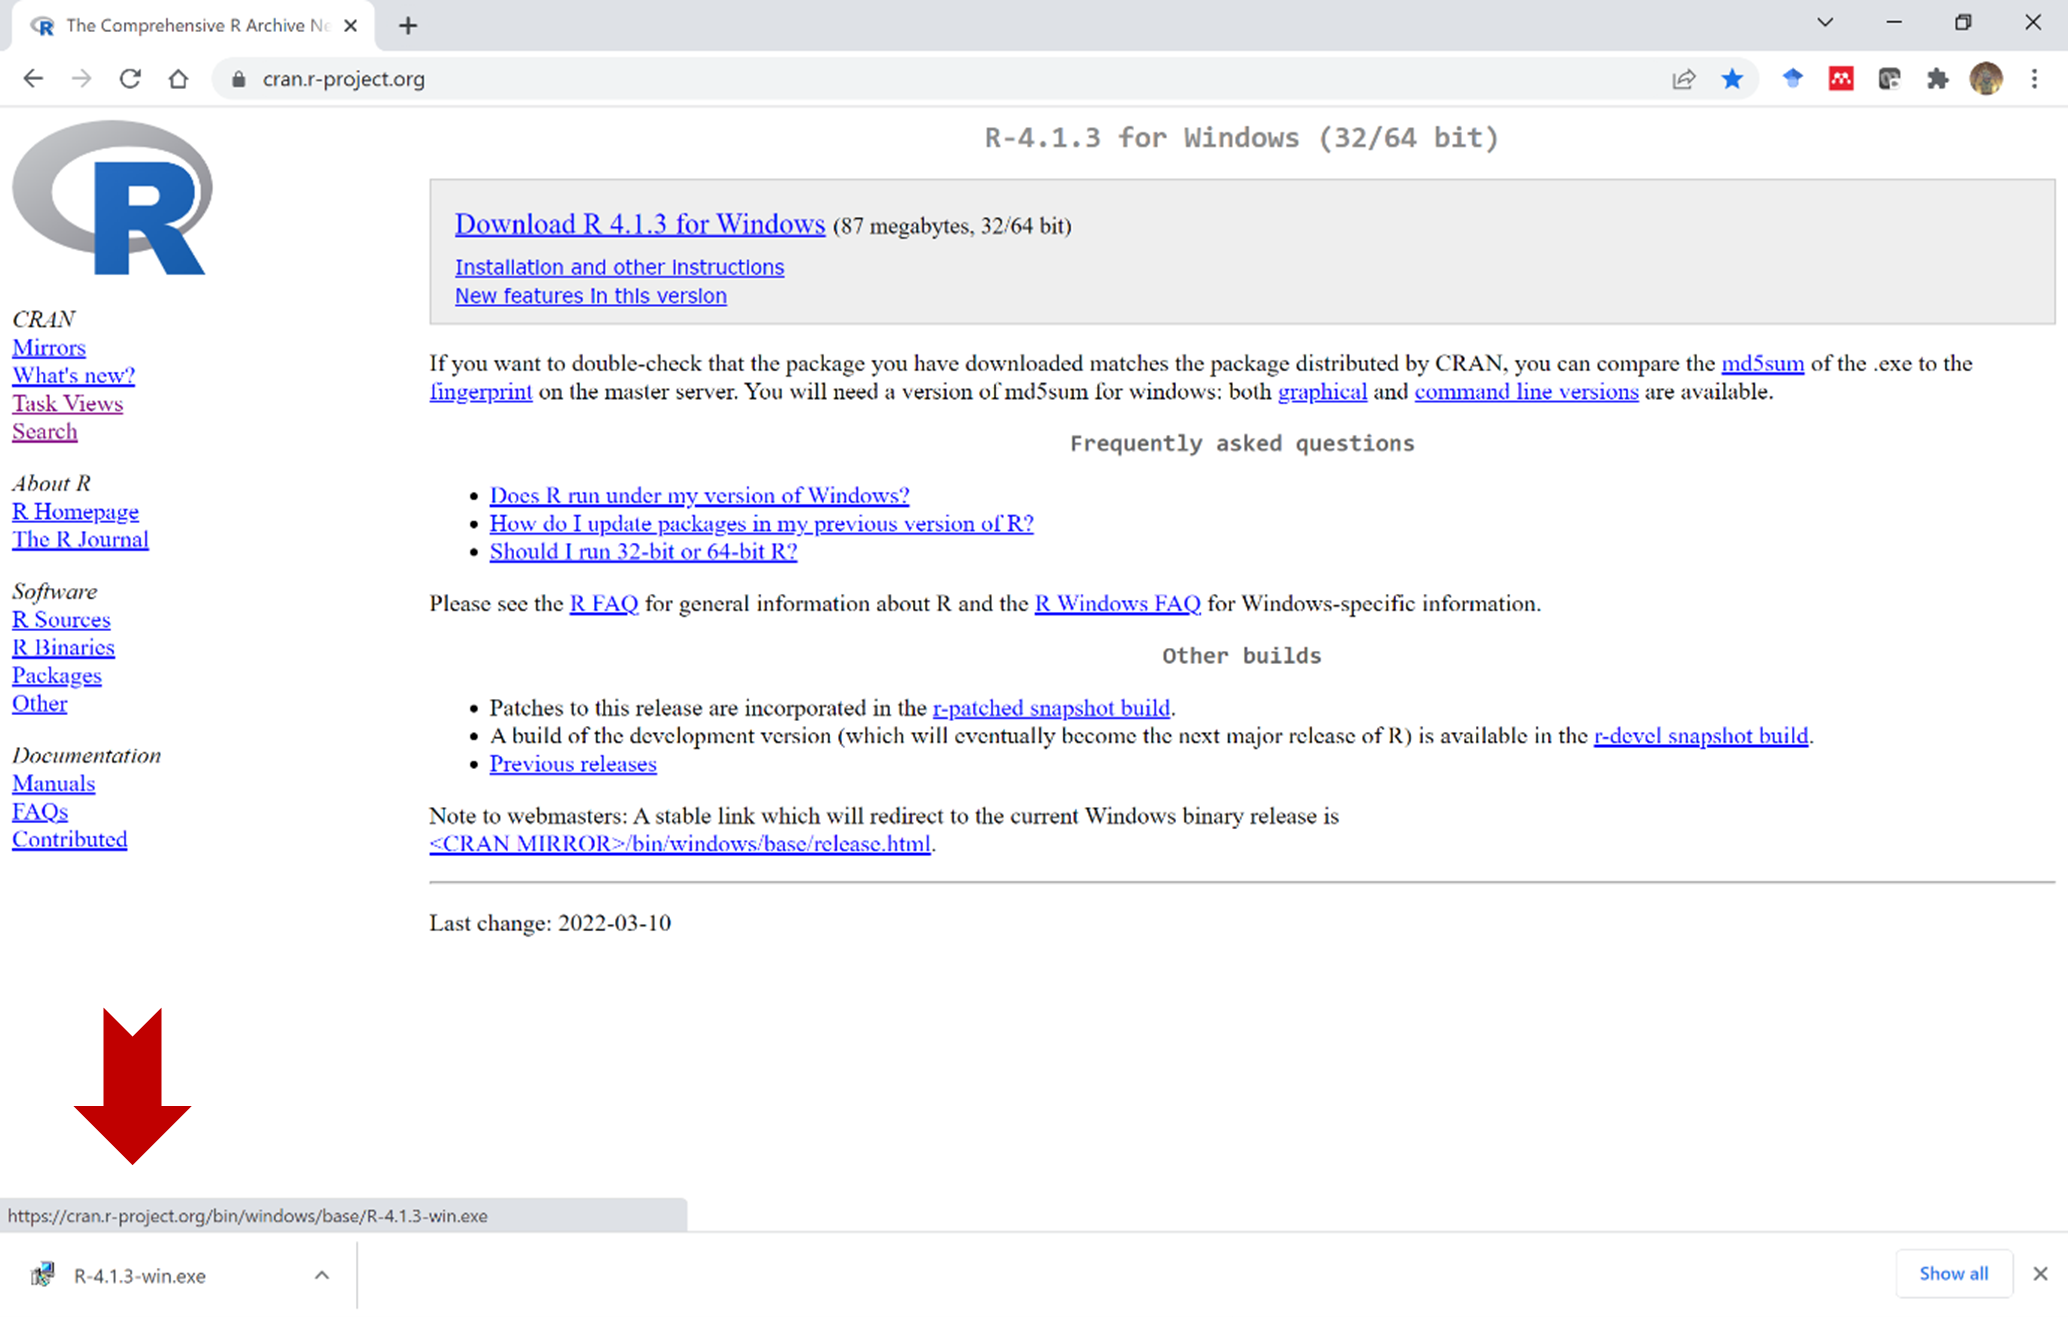 The Comprehensive R Archive Ne
cran.r-project.org
R
CRAN
Mirrors
What's new?
Task Views
Search
About R
R Homepage
The R Journal
Software
R Sources
R Binaries
Packages
Other
Documentation
Manuals
FAQs
Contributed
R-4.1.3 for Windows (32/64 bit)
Download R 4.1.3 for Windows (87 megabytes, 32/64 bit)
Installation and other instructions
New features in this version
If you want to double-check that the package you have downloaded matches the package distributed by CRAN, you can compare the md5sum of the .exe to the
fingerprint on the master server. You will need a version of md5sum for windows: both graphical and command line versions are available.
Frequently asked questions
• Does R run under my version of Windows?
• How do I update packages in my previous version of R?
• Should I run 32-bit or 64-bit R?
Please see the R FAQ for general information about R and the R Windows FAQ for Windows-specific information.
Other builds
• Patches to this release are incorporated in the r-patched snapshot build.
• A build of the development version (which will eventually become the next major release of R) is available in the r-devel snapshot build.
• Previous releases
Note to webmasters: A stable link which will redirect to the current Windows binary release is
<CRAN MIRROR>/bin/windows/base/release.html.
Last change: 2022-03-10
https://cran.r-project.org/bin/windows/base/R-4.1.3-win.exe
R-4.1.3-win.exe
Show all